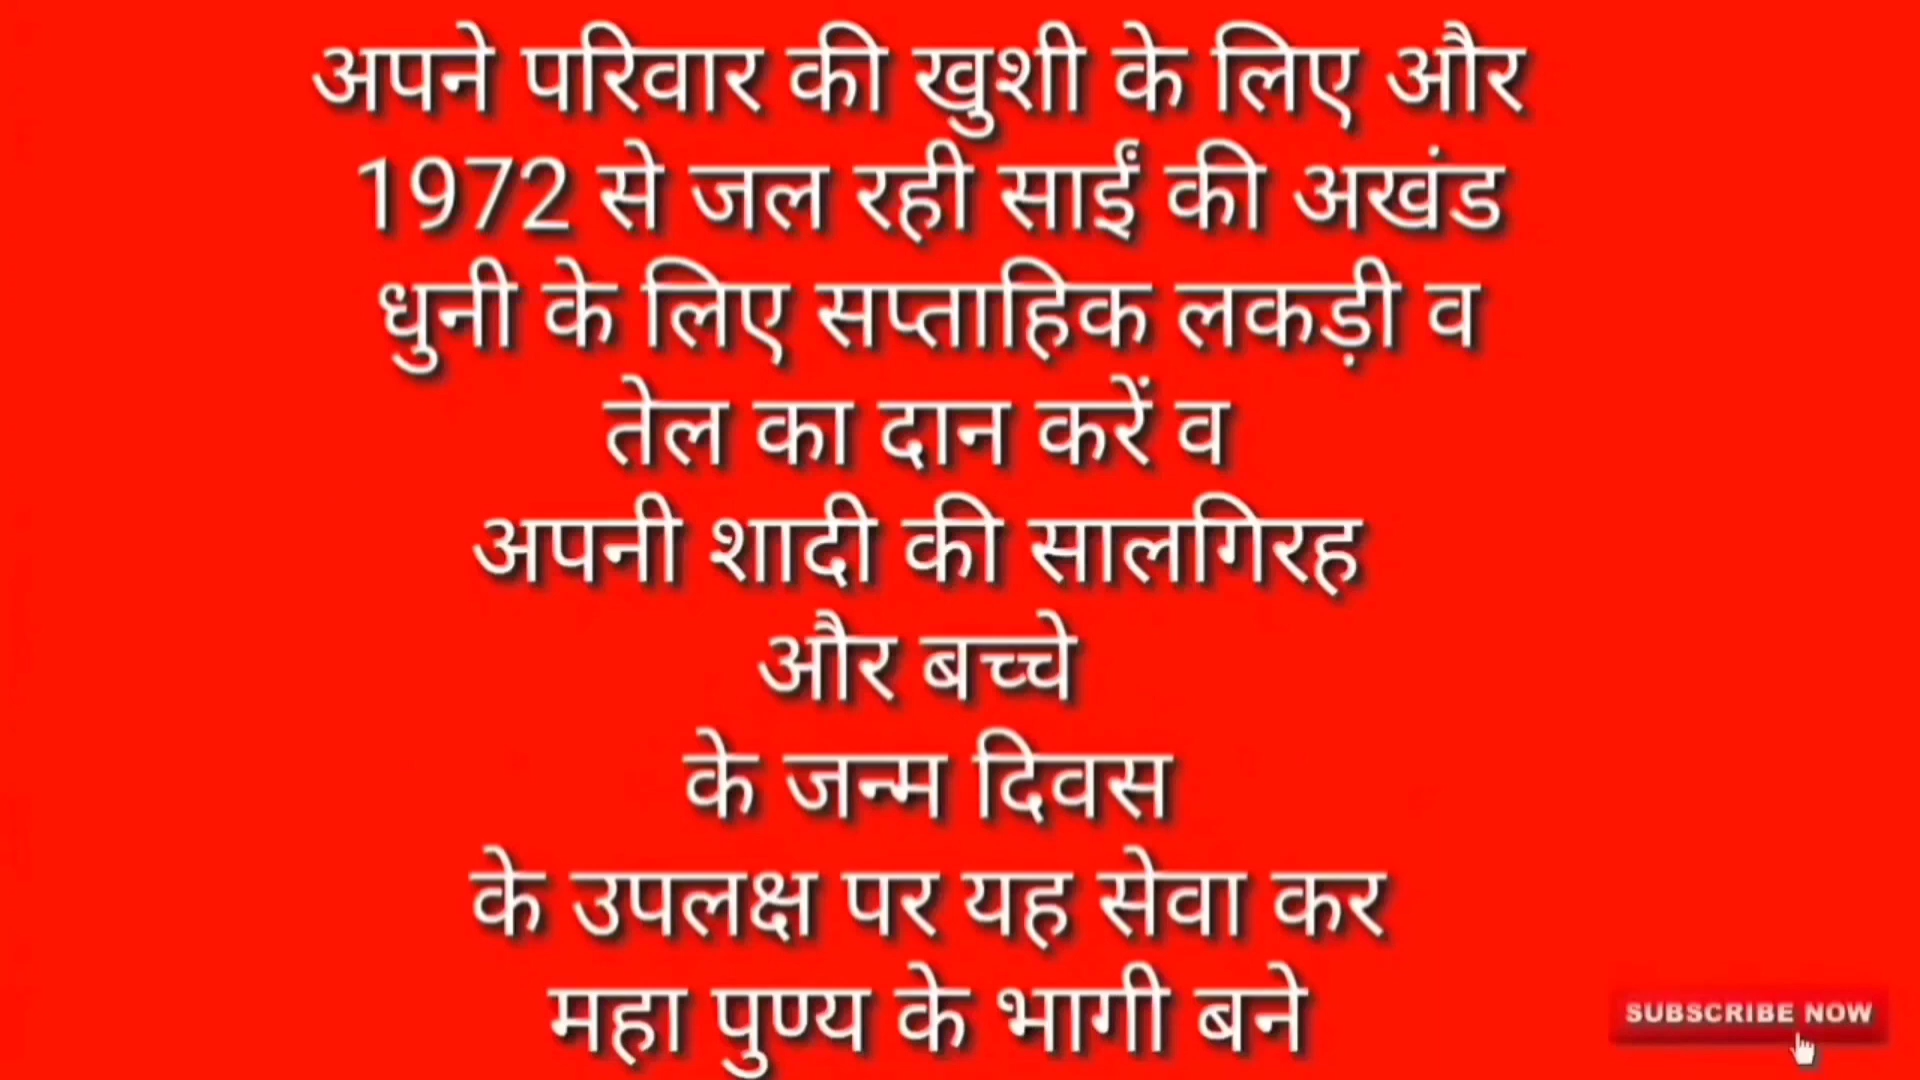 अपने परिवार की खुशी के लिए और
1972 से जल रही साईं की अखंड
धुनी के लिए सप्ताहिक लकड़ी व
तेल का दान करें व
अपनी शादी की सालगिरह
और बच्चे
के जन्म दिवस
के उपलक्ष पर यह सेवा कर
महा पुण्य के भागी बने
SUBSCRIBE NOW